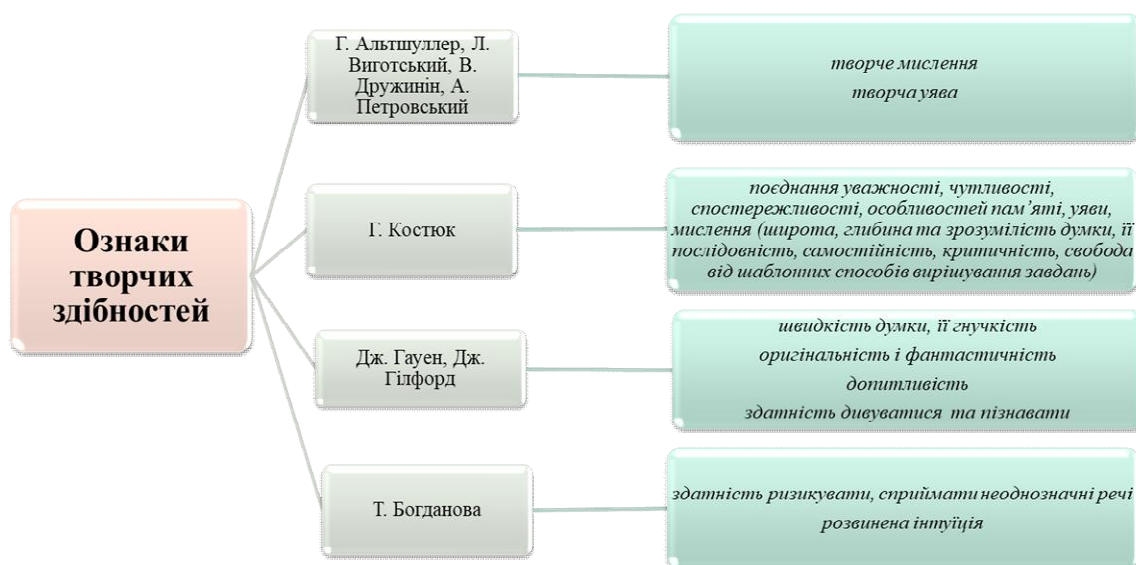 Ознаки
творчих
здібностей
Г. Альтшуллер, Л.
Виготський, В.
Дружинін, А.
Петровський
творче мислення
творча уява
Г. Костюк
поєднання уважності, чутливості,
спостережливості, особливостей пам’яті, уяви,
мислення (широта, глибина та зрозумілість думки, її
послідовність, самостійність, критичність, свобода
від шаблонних способів вирішування завдань)
Дж. Гауен, Дж.
Гілфорд
швидкість думки, її гнучкість
оригінальність і фантастичність
допитливість
здатність дивуватися та пізнавати
Т. Богданова
здатність ризикувати, сприймати неоднозначні речі
розвинена інтуїція